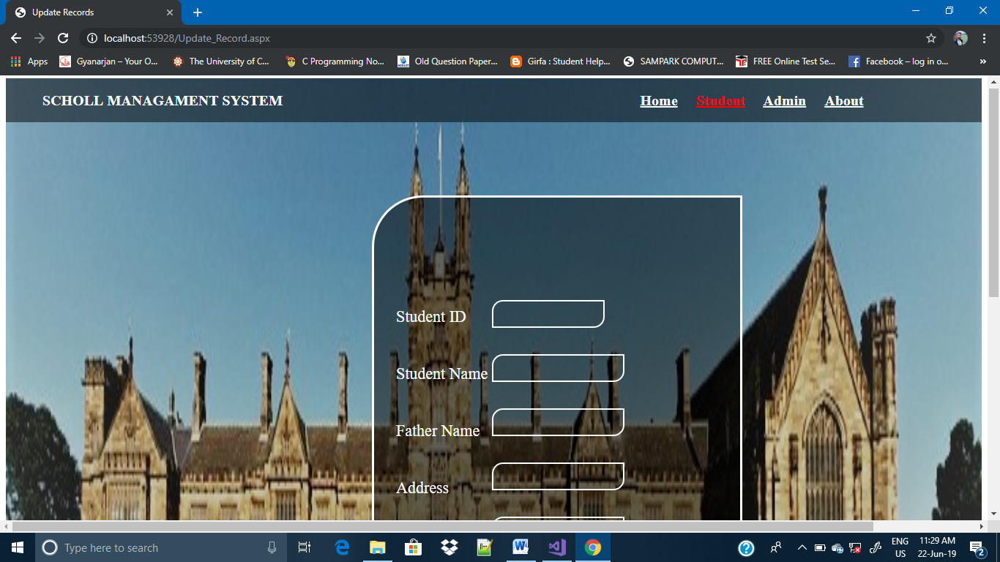 Update Records
localhost:53928/Update_Record.aspx
Apps Gyanarjan – Your O... The University of C... C Programming No... Old Question Paper... Girfa : Student Help... SAMPARK COMPUT... FREE Online Test Se... Facebook – log in o... »
SCHOLL MANAGAMENT SYSTEM Home Student Admin About
Student ID
Student Name
Father Name
Address
Type here to search
ENG 11:29 AM
US 22-Jun-19 2